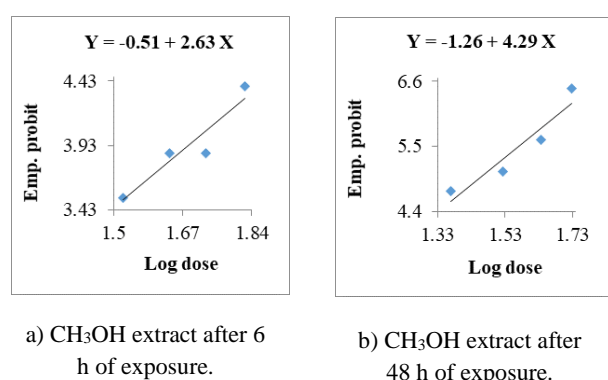 Y = -0.51 + 2.63 X
4.43
3.93
3.43
1.5 1.67 1.84
Emp. probit
Log dose
a) CH3OH extract after 6
h of exposure.
Y = -1.26 + 4.29 X
6.6
5.5
4.4
1.33 1.53 1.73
Emp. probit
Log dose
b) CH3OH extract after
48 h of exposure.